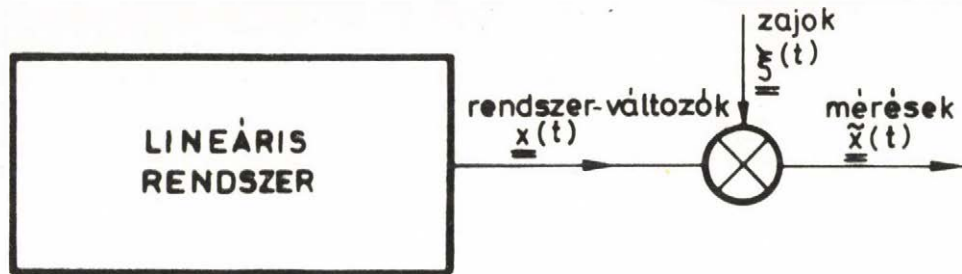 zajok
ξ(t)
rendszer-változók
x(t)
mérések
x̃(t)
LINEÁRIS
RENDSZER